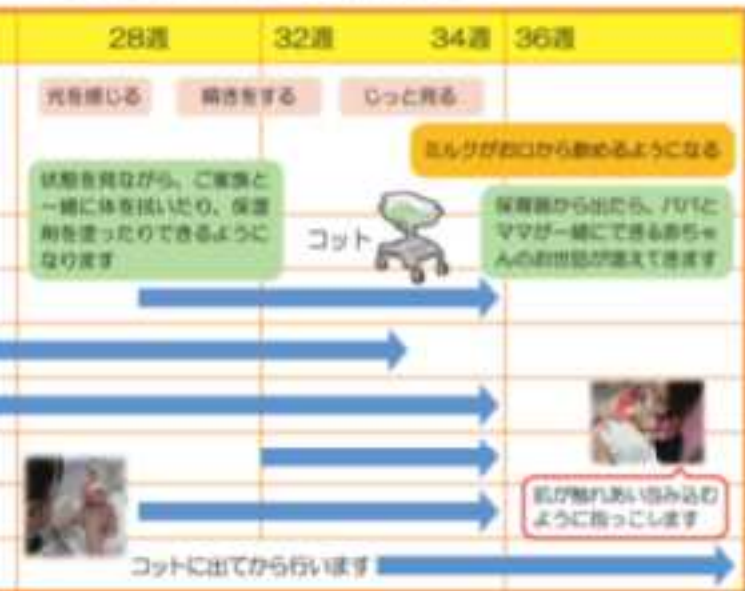 28週 32週 34週 36週
光を感じる 瞬きをする じっと見る
ミルクがお口から飲めるようになる
状態を見ながら、ご家族と
一緒に体を拭いたり、保湿
剤を塗ったりできるように
なります
コット
保育器から出たら、パパと
ママが一緒にできる赤ちゃ
んのお世話が増えてきます
肌が触れあい包み込む
ように抱っこします
コットに出てから行います